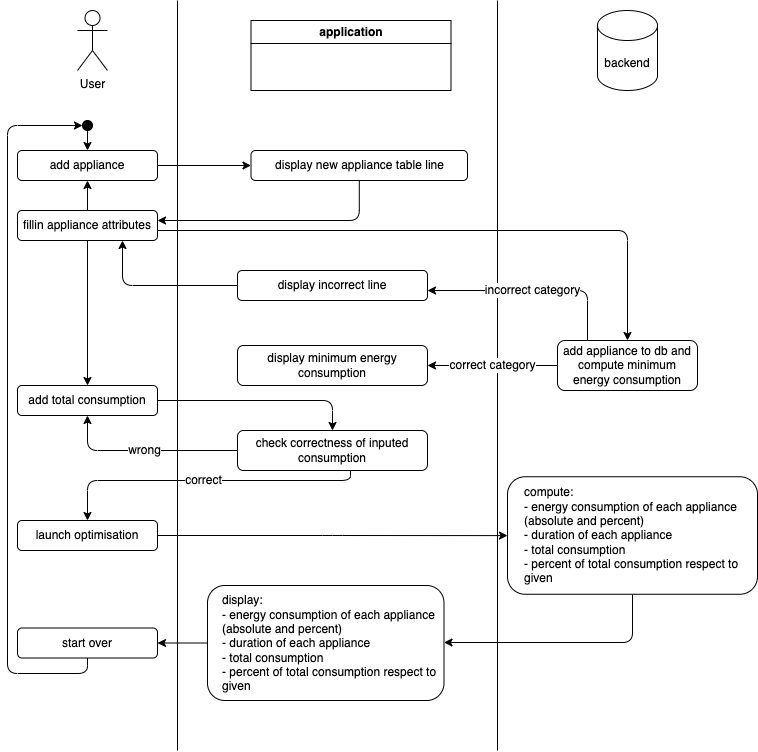 application
backend
User
add appliance
display new appliance table line
fillin appliance attributes
display incorrect line
incorrect category
display minimum energy
consumption
correct category
add appliance to db and
compute minimum
energy consumption
add total consumption
check correctness of inputed
consumption
wrong
correct
launch optimisation
compute:
- energy consumption of each appliance
(absolute and percent)
- duration of each appliance
- total consumption
- percent of total consumption respect to
given
display:
- energy consumption of each appliance
(absolute and percent)
- duration of each appliance
- total consumption
- percent of total consumption respect to
given
start over